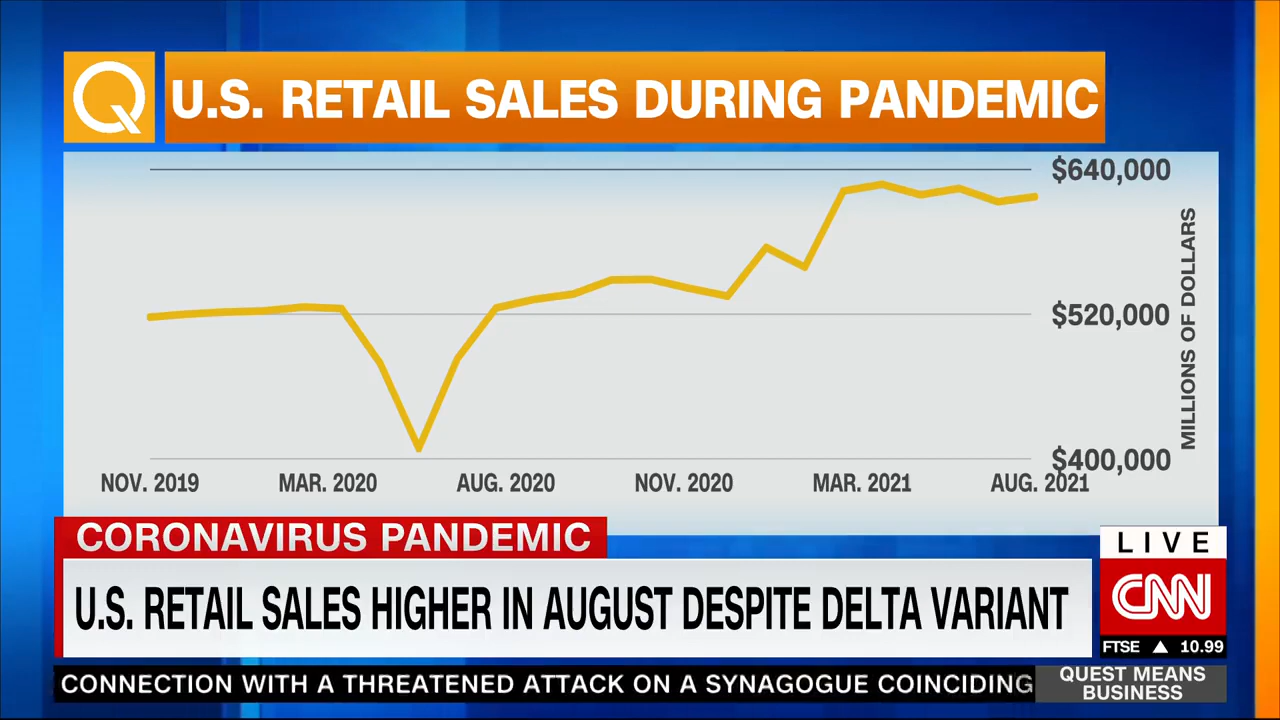 Q
U.S. RETAIL SALES DURING PANDEMIC
$640,000
$520,000
$400,000
MILLIONS OF DOLLARS
NOV. 2019 MAR. 2020 AUG. 2020 NOV. 2020 MAR. 2021 AUG. 2021
CORONAVIRUS PANDEMIC
U.S. RETAIL SALES HIGHER IN AUGUST DESPITE DELTA VARIANT
LIVE
CNN
FTSE ▲ 10.99
CONNECTION WITH A THREATENED ATTACK ON A SYNAGOGUE COINCIDING
QUEST MEANS
BUSINESS